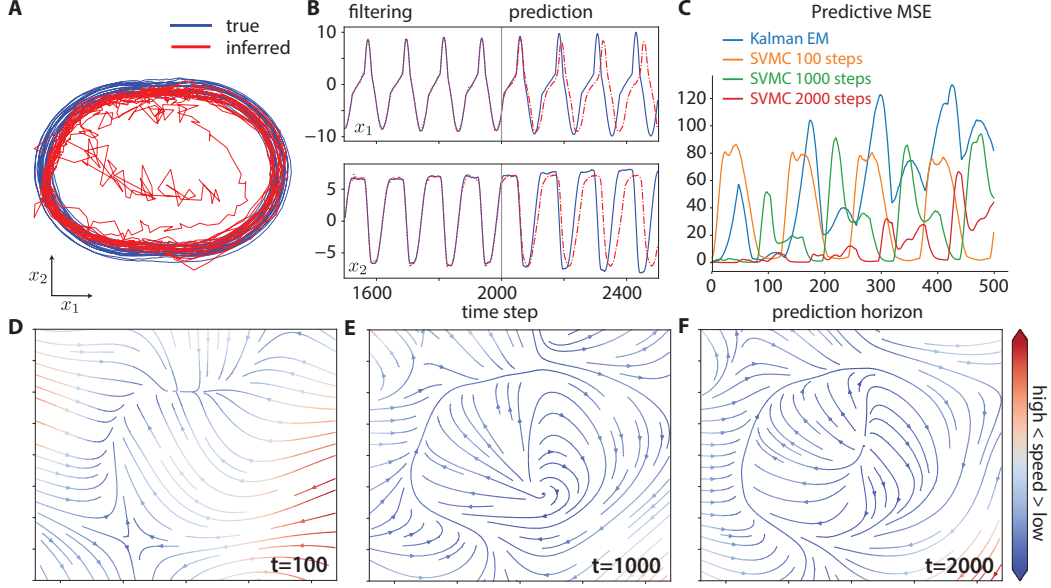 A
true
inferred
x₂
x₁
B
filtering
prediction
10
0
−10
x₁
5
0
−5
x₂
1600
2000
2400
time step
C
Predictive MSE
Kalman EM
SVMC 100 steps
SVMC 1000 steps
SVMC 2000 steps
120
100
80
60
40
20
0
0
100
200
300
400
500
prediction horizon
D
t=100
E
t=1000
F
t=2000
high < speed > low